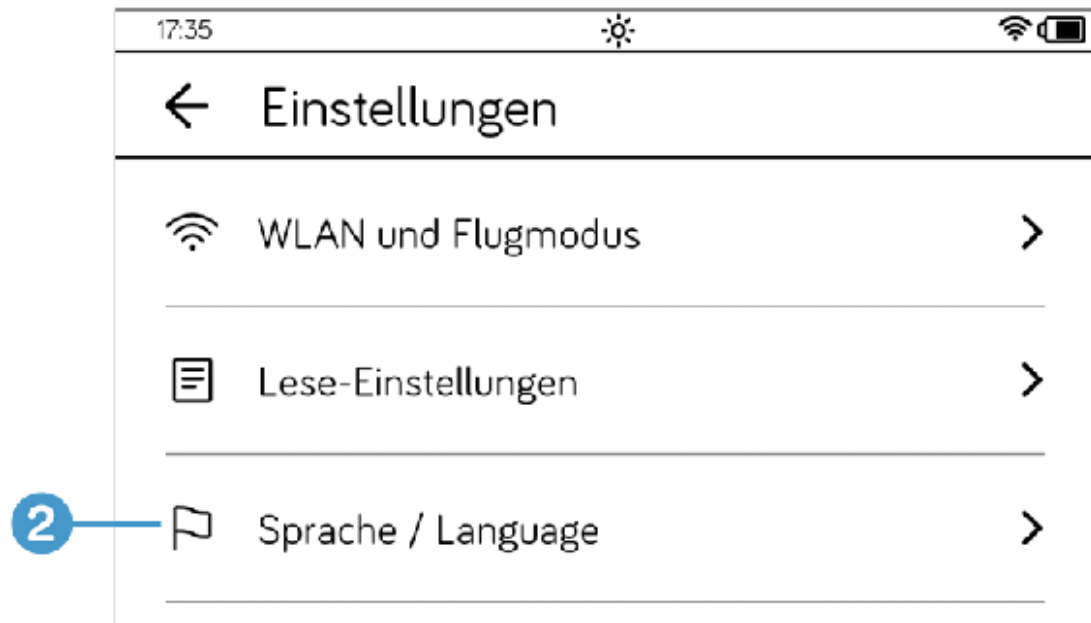 17:35
Einstellungen
WLAN und Flugmodus
Lese-Einstellungen
2
Sprache / Language